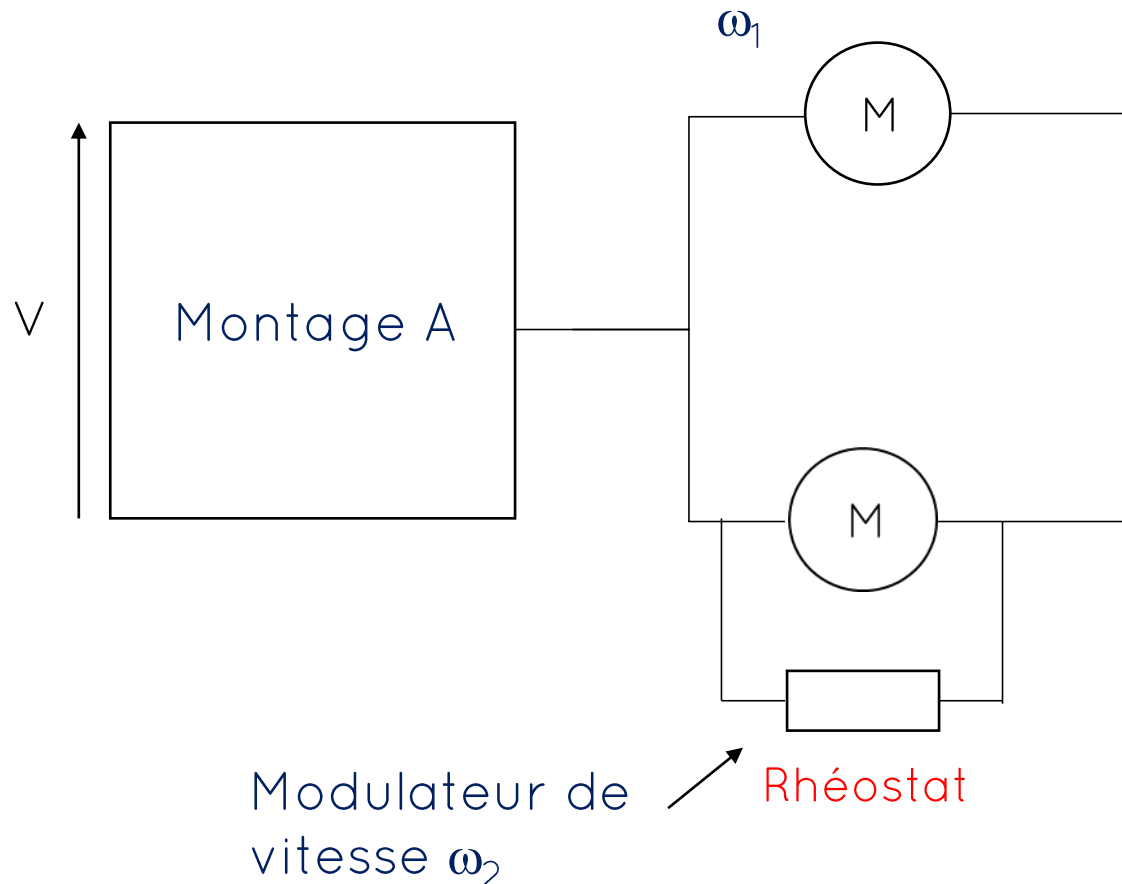 ω₁
M
V
Montage A
M
Rhéostat
Modulateur de
vitesse ω₂